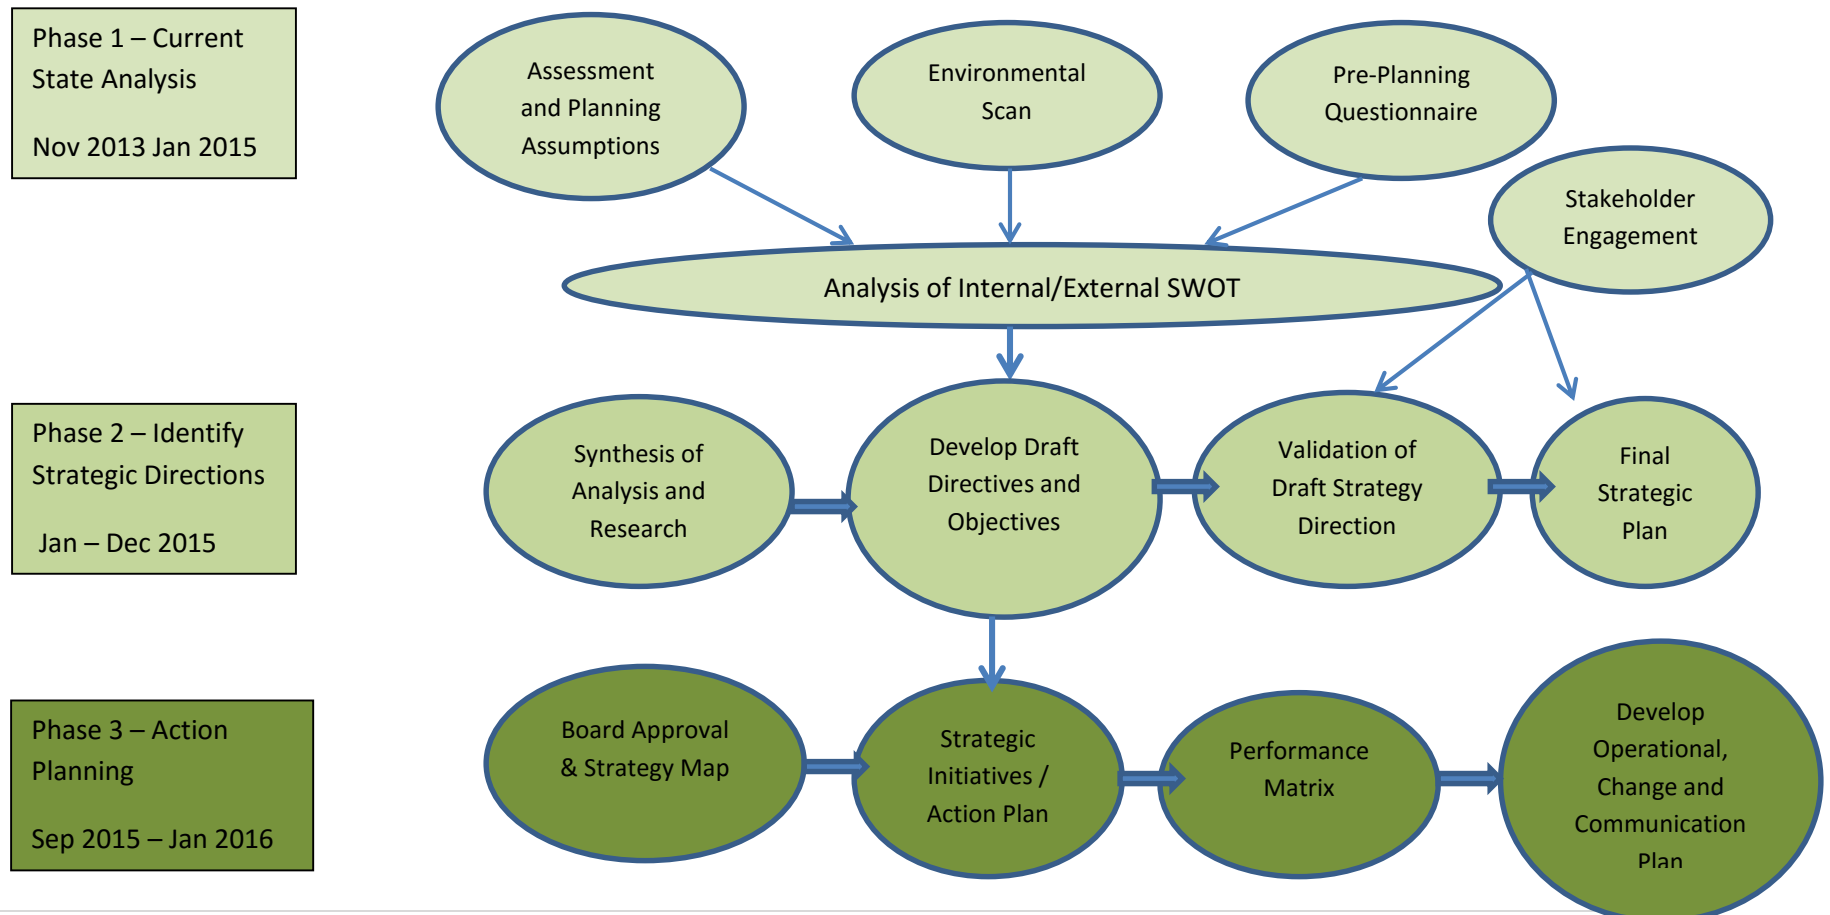 Phase 1 – Current
State Analysis
Nov 2013 Jan 2015
Assessment
and Planning
Assumptions
Environmental
Scan
Pre-Planning
Questionnaire
Stakeholder
Engagement
Analysis of Internal/External SWOT
Phase 2 – Identify
Strategic Directions
Jan – Dec 2015
Synthesis of
Analysis and
Research
Develop Draft
Directives and
Objectives
Validation of
Draft Strategy
Direction
Final
Strategic
Plan
Phase 3 – Action
Planning
Sep 2015 – Jan 2016
Board Approval
& Strategy Map
Strategic
Initiatives /
Action Plan
Performance
Matrix
Develop
Operational,
Change and
Communication
Plan